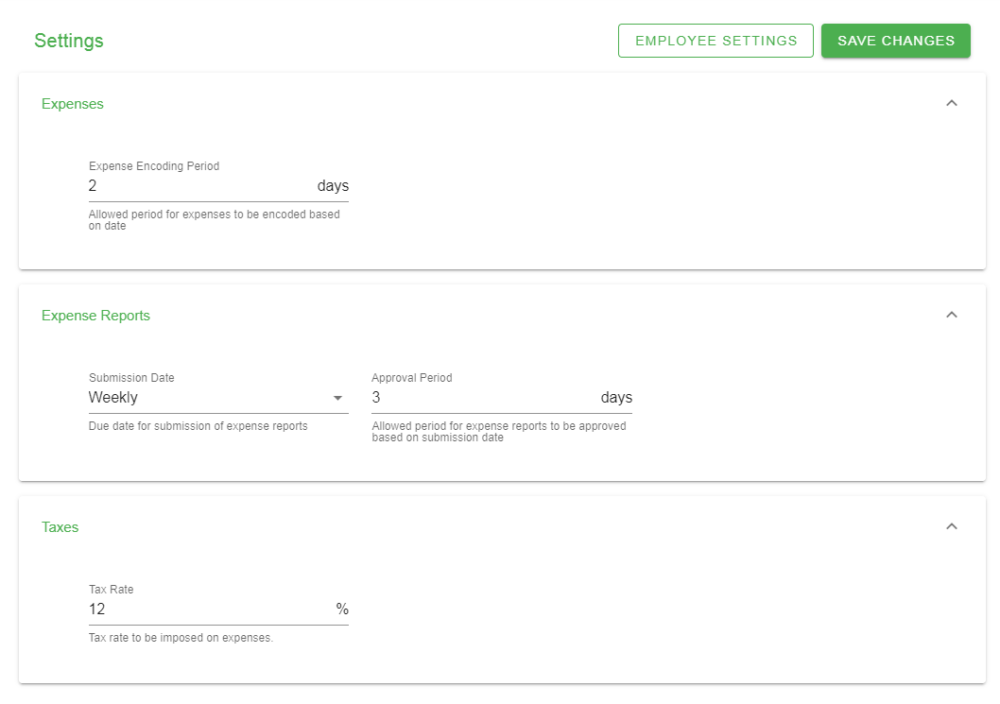 Settings
EMPLOYEE SETTINGS
SAVE CHANGES
Expenses
Expense Encoding Period
2 days
Allowed period for expenses to be encoded based
on date
Expense Reports
Submission Date
Weekly
Due date for submission of expense reports
Approval Period
3 days
Allowed period for expense reports to be approved
based on submission date
Taxes
Tax Rate
12 %
Tax rate to be imposed on expenses.